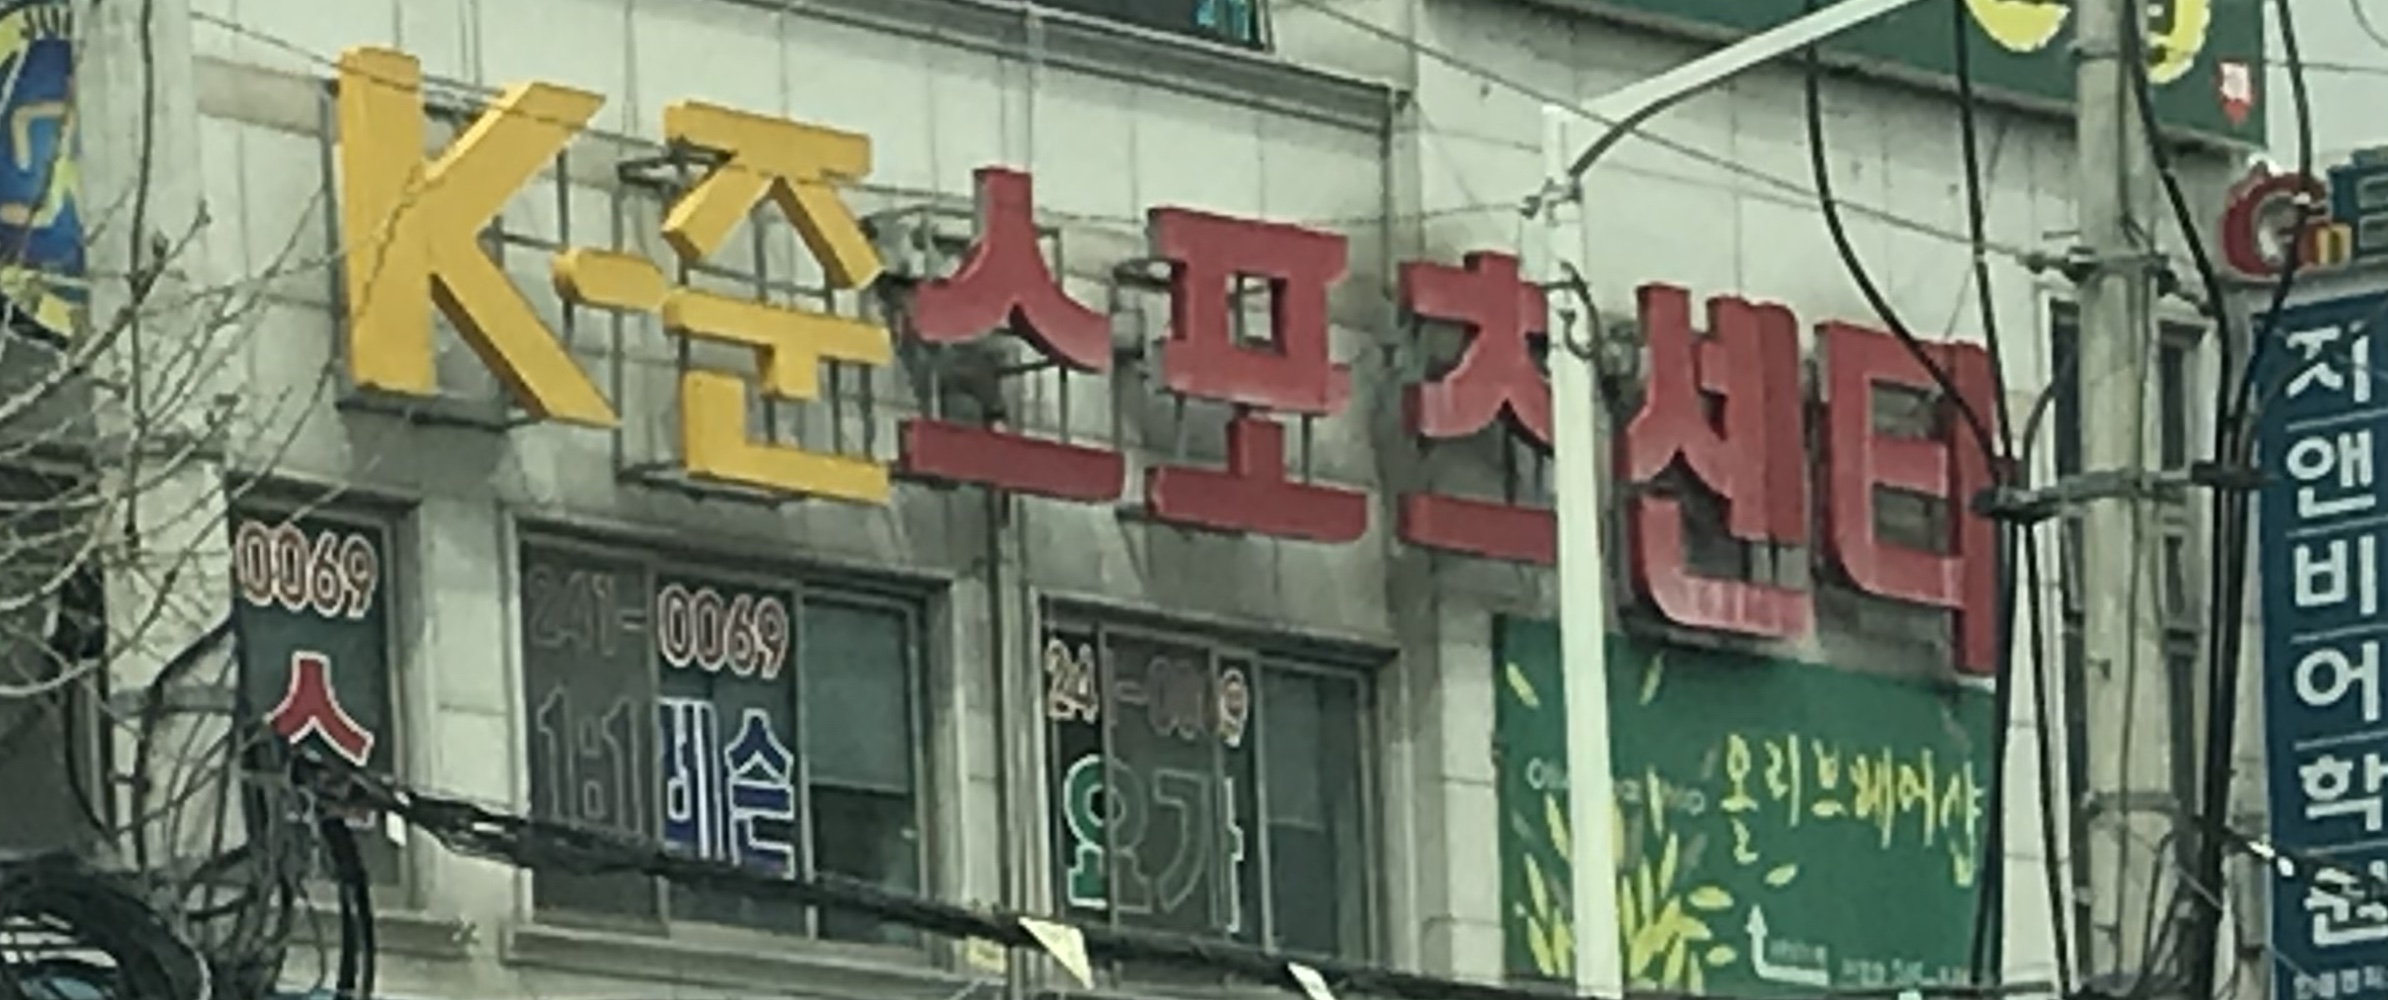 K-준스포츠센터
0069
스
241-0069
1:1 레슨
요가
올리브헤어샵
지앤비어학원